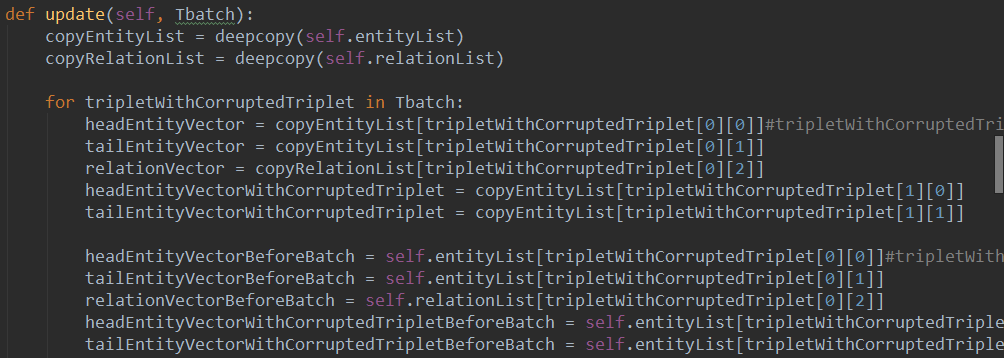 def update(self, Tbatch):
    copyEntityList = deepcopy(self.entityList)
    copyRelationList = deepcopy(self.relationList)

    for tripletWithCorruptedTriplet in Tbatch:
        headEntityVector = copyEntityList[tripletWithCorruptedTriplet[0][0]]#tripletWithCorruptedTri
        tailEntityVector = copyEntityList[tripletWithCorruptedTriplet[0][1]]
        relationVector = copyRelationList[tripletWithCorruptedTriplet[0][2]]
        headEntityVectorWithCorruptedTriplet = copyEntityList[tripletWithCorruptedTriplet[1][0]]
        tailEntityVectorWithCorruptedTriplet = copyEntityList[tripletWithCorruptedTriplet[1][1]]

        headEntityVectorBeforeBatch = self.entityList[tripletWithCorruptedTriplet[0][0]]#tripletWith
        tailEntityVectorBeforeBatch = self.entityList[tripletWithCorruptedTriplet[0][1]]
        relationVectorBeforeBatch = self.relationList[tripletWithCorruptedTriplet[0][2]]
        headEntityVectorWithCorruptedTripletBeforeBatch = self.entityList[tripletWithCorruptedTriple
        tailEntityVectorWithCorruptedTripletBeforeBatch = self.entityList[tripletWithCorruptedTriple